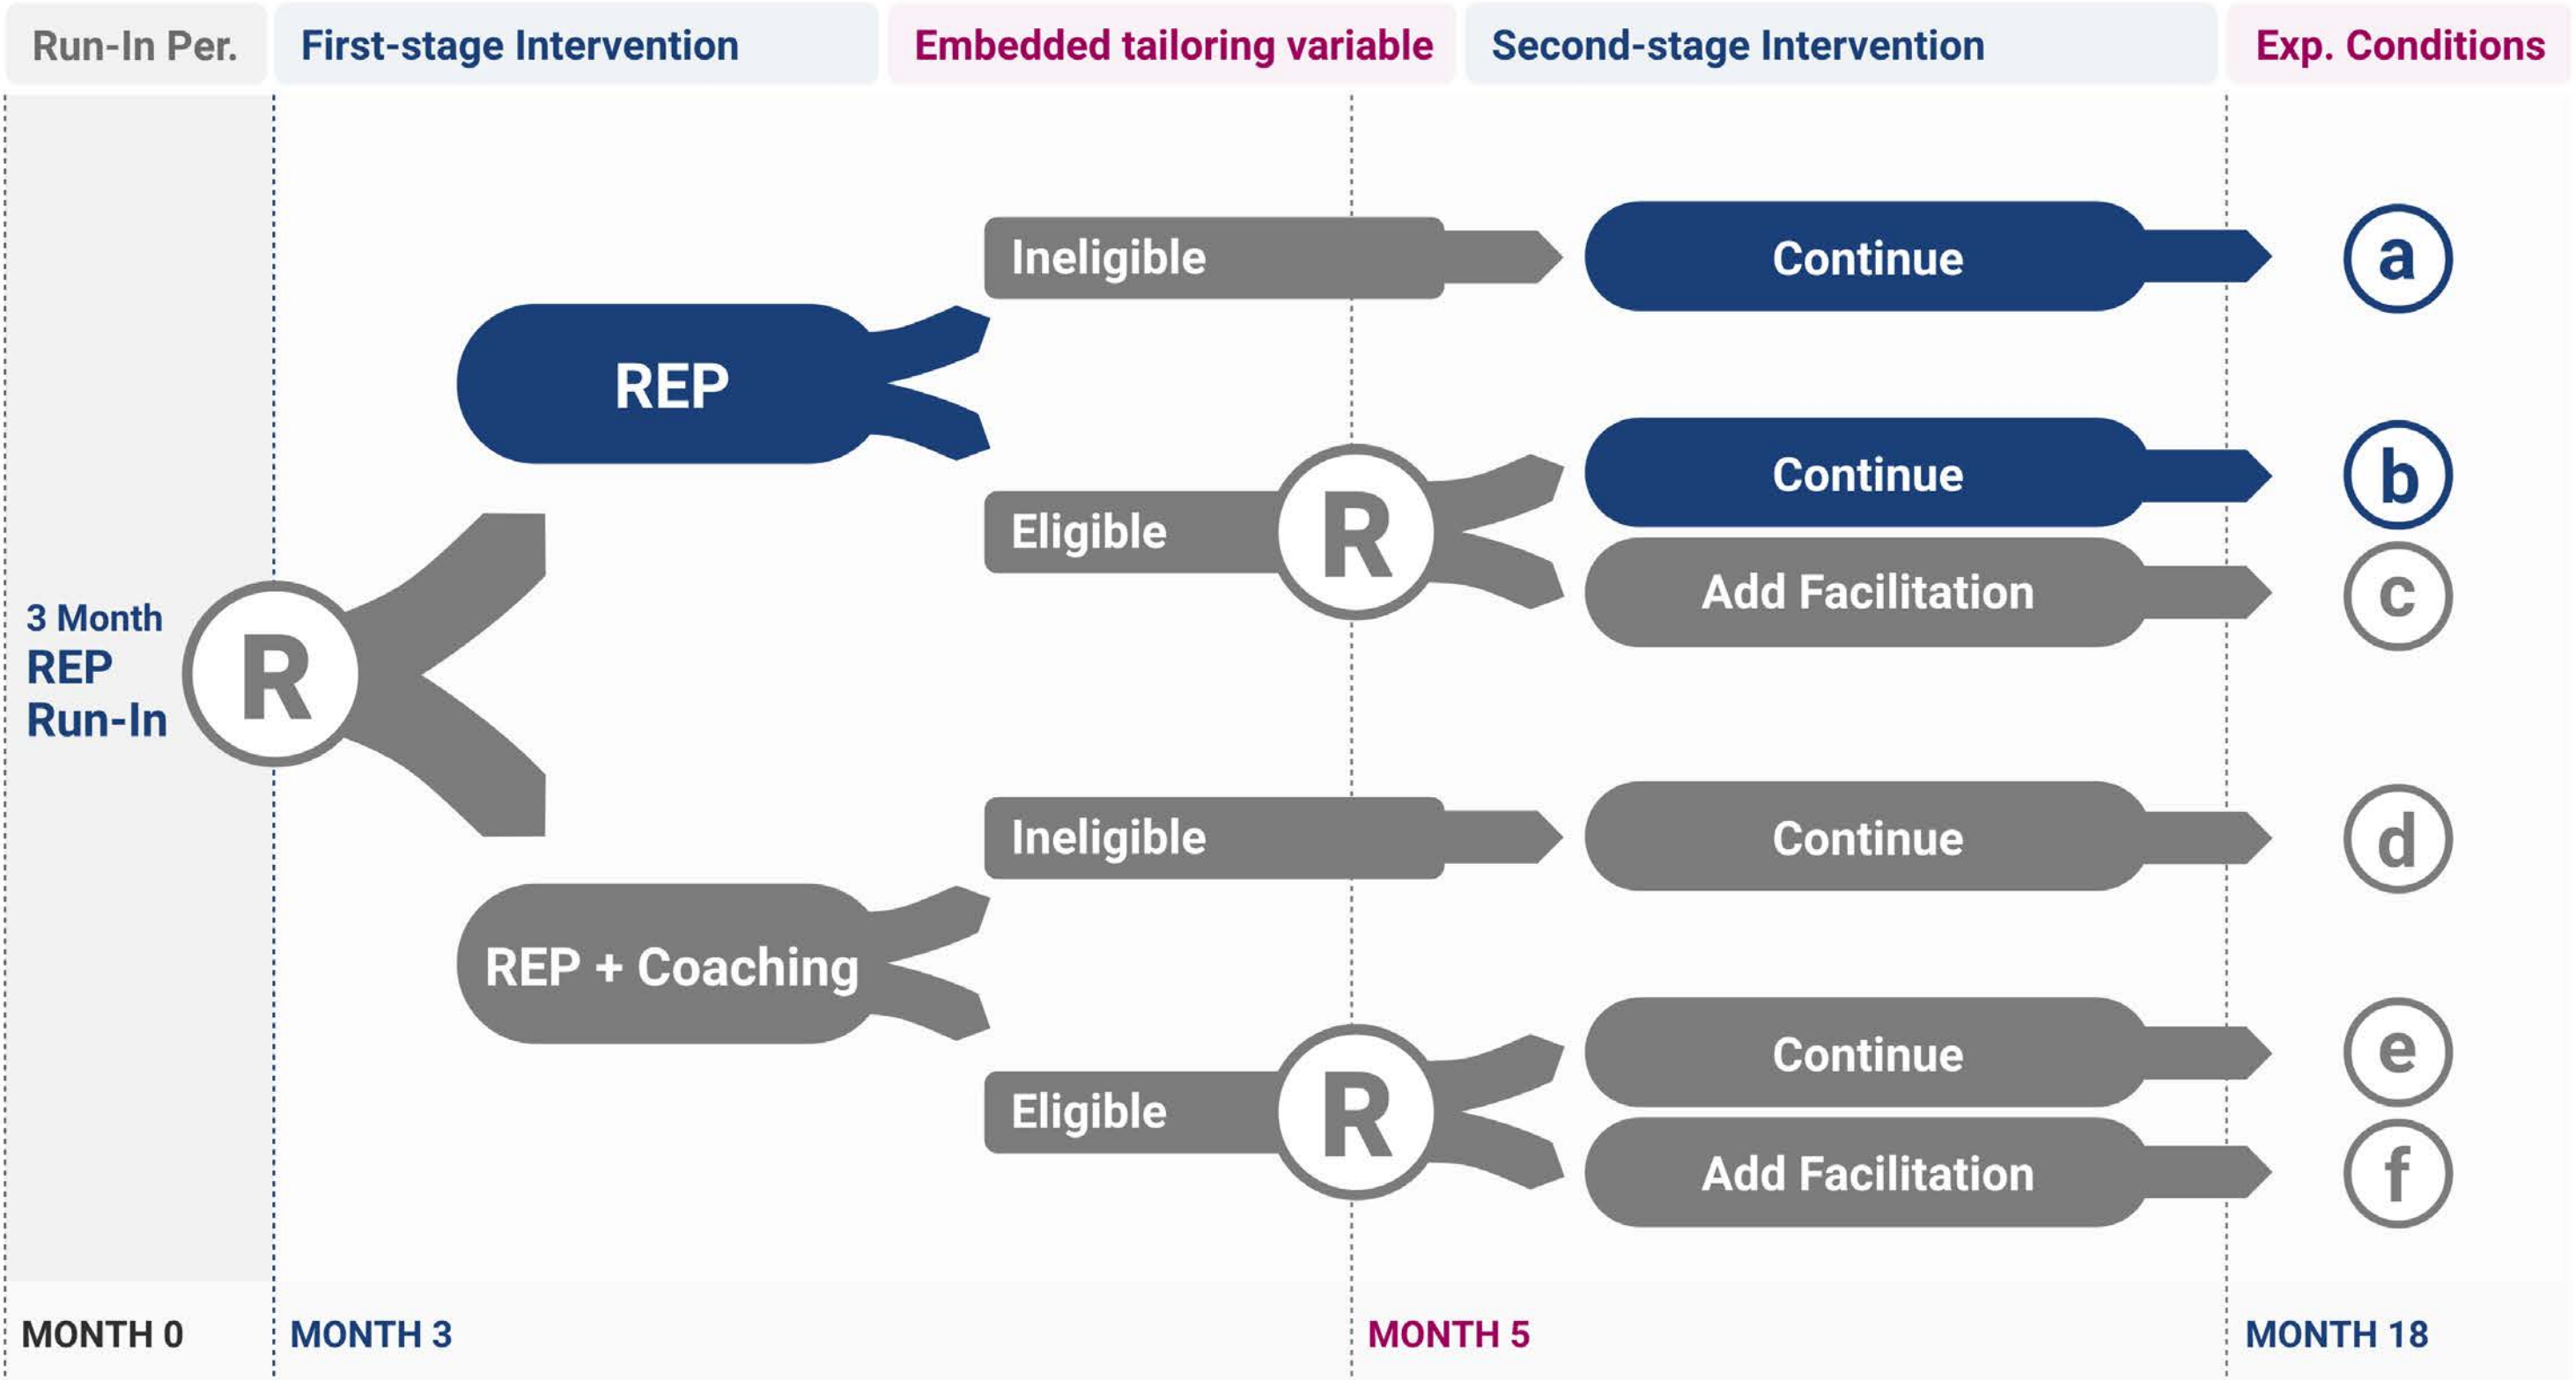 Run-In Per.
First-stage Intervention
Embedded tailoring variable
Second-stage Intervention
Exp. Conditions
3 Month
REP
Run-In
R
REP
Ineligible
Continue
a
Eligible
R
Continue
b
Add Facilitation
c
REP + Coaching
Ineligible
Continue
d
Eligible
R
Continue
e
Add Facilitation
f
MONTH 0
MONTH 3
MONTH 5
MONTH 18